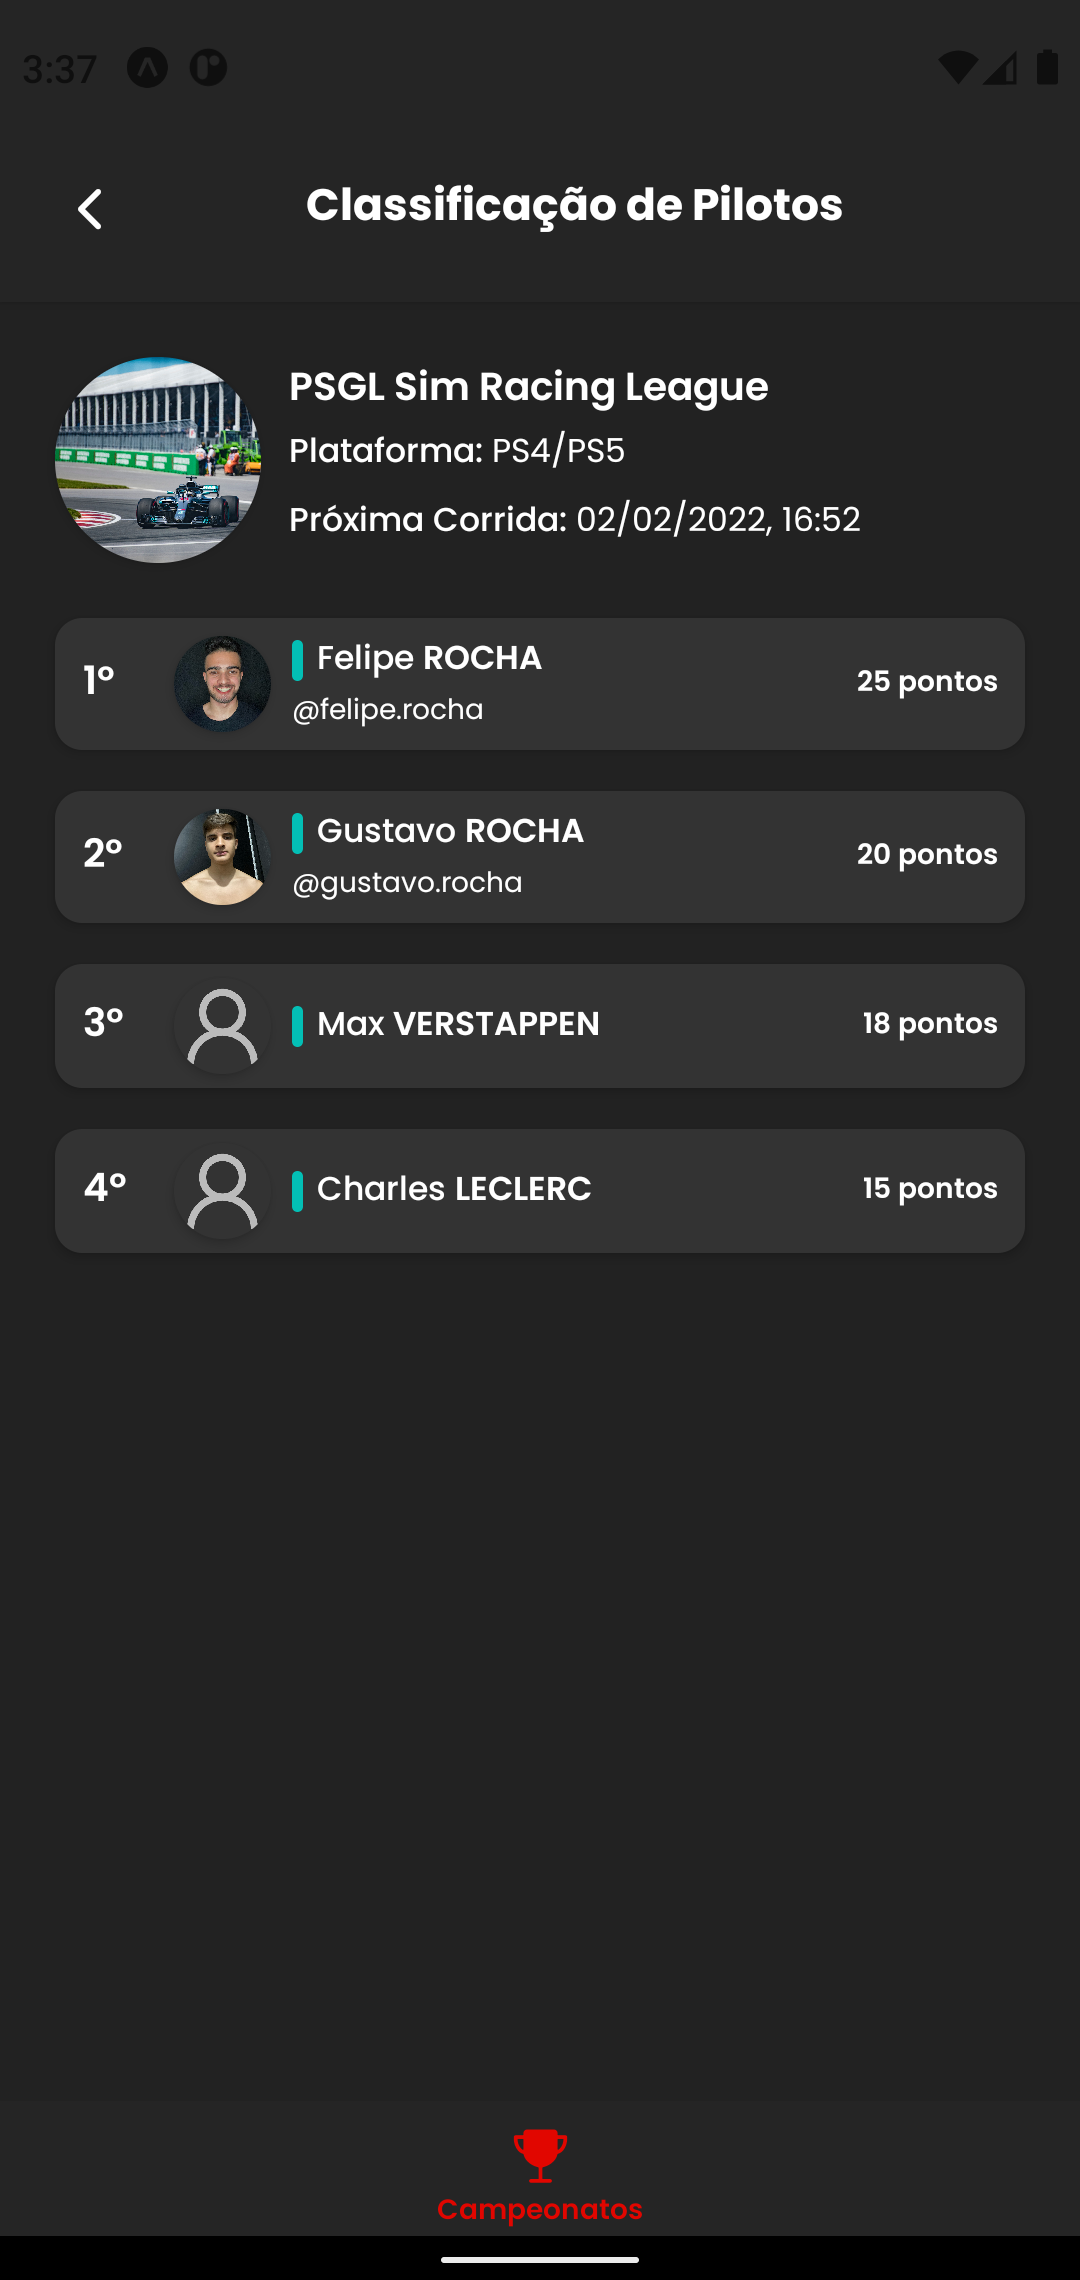 3:37
Classificação de Pilotos
PSGL Sim Racing League
Plataforma: PS4/PS5
Próxima Corrida: 02/02/2022, 16:52
1º
Felipe ROCHA
@felipe.rocha
25 pontos
2º
Gustavo ROCHA
@gustavo.rocha
20 pontos
3º
Max VERSTAPPEN
18 pontos
4º
Charles LECLERC
15 pontos
Campeonatos